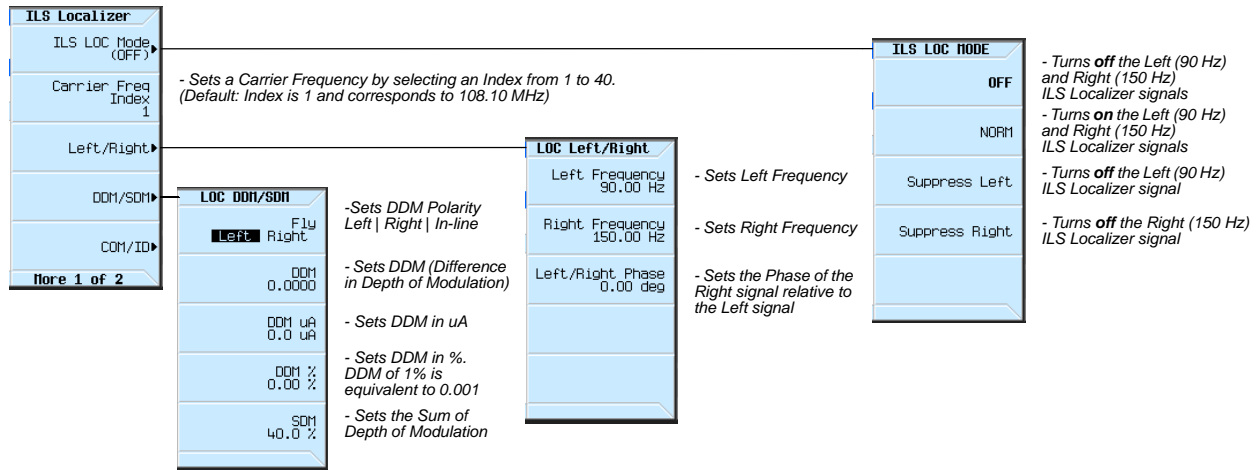 ILS Localizer
ILS LOC Mode
(OFF)
Carrier Freq
Index
1
Left/Right
DDM/SDM
COM/ID
More 1 of 2
- Sets a Carrier Frequency by selecting an Index from 1 to 40.
(Default: Index is 1 and corresponds to 108.10 MHz)
LOC DDM/SDM
Fly
Left Right
DDM
0.0000
DDM uA
0.0 uA
DDM %
0.00 %
SDM
40.0 %
-Sets DDM Polarity
Left | Right | In-line
- Sets DDM (Difference
in Depth of Modulation)
- Sets DDM in uA
- Sets DDM in %.
DDM of 1% is
equivalent to 0.001
- Sets the Sum of
Depth of Modulation
LOC Left/Right
Left Frequency
90.00 Hz
Right Frequency
150.00 Hz
Left/Right Phase
0.00 deg
- Sets Left Frequency
- Sets Right Frequency
- Sets the Phase of the
Right signal relative to
the Left signal
ILS LOC MODE
OFF
NORM
Suppress Left
Suppress Right
- Turns off the Left (90 Hz)
and Right (150 Hz)
ILS Localizer signals
- Turns on the Left (90 Hz)
and Right (150 Hz)
ILS Localizer signals
- Turns off the Left (90 Hz)
ILS Localizer signal
- Turns off the Right (150 Hz)
ILS Localizer signal